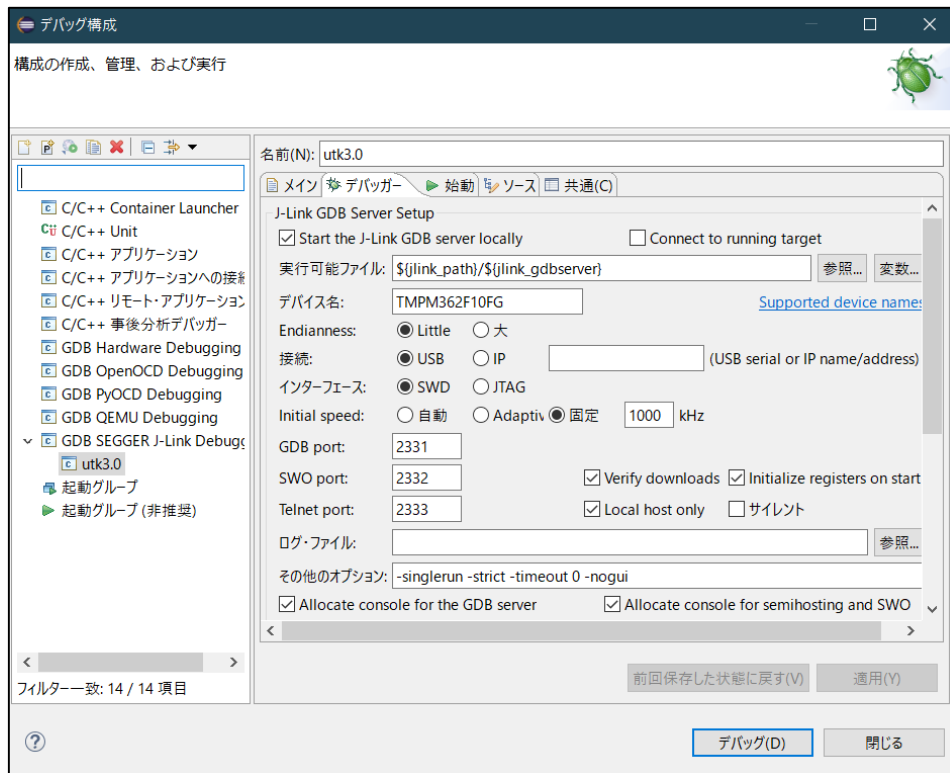 デバッグ構成
構成の作成、管理、および実行
名前(N): utk3.0
メイン デバッガー 始動 ソース 共通(C)
C/C++ Container Launcher
C/C++ Unit
C/C++ アプリケーション
C/C++ アプリケーションへの接続
C/C++ リモート・アプリケーション
C/C++ 事後分析デバッガー
GDB Hardware Debugging
GDB OpenOCD Debugging
GDB PyOCD Debugging
GDB QEMU Debugging
GDB SEGGER J-Link Debugg
utk3.0
起動グループ
起動グループ (非推奨)
フィルター一致: 14 / 14 項目
J-Link GDB Server Setup
Start the J-Link GDB server locally Connect to running target
実行可能ファイル: ${jlink_path}/${jlink_gdbserver} 参照... 変数...
デバイス名: TMPM362F10FG Supported device names
Endianness: Little 大
接続: USB IP (USB serial or IP name/address)
インターフェース: SWD JTAG
Initial speed: 自動 Adaptiv 固定 1000 kHz
GDB port: 2331
SWO port: 2332 Verify downloads Initialize registers on start
Telnet port: 2333 Local host only サイレント
ログ・ファイル: 参照...
その他のオプション: -singlerun -strict -timeout 0 -nogui
Allocate console for the GDB server Allocate console for semihosting and SWO
前回保存した状態に戻す(V) 適用(Y)
デバッグ(D) 閉じる